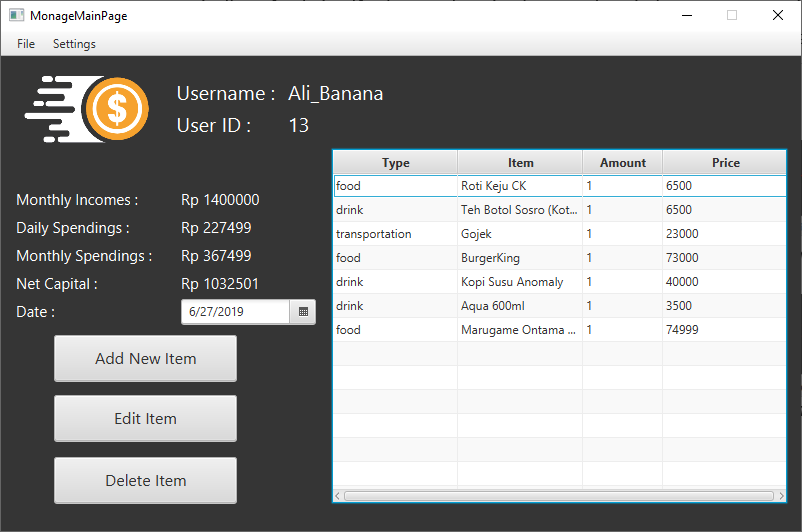 MonageMainPage
File Settings
$
Username : Ali_Banana
User ID : 13
Monthly Incomes : Rp 1400000
Daily Spendings : Rp 227499
Monthly Spendings : Rp 367499
Net Capital : Rp 1032501
Date : 6/27/2019
Add New Item
Edit Item
Delete Item
Type Item Amount Price
food Roti Keju CK 1 6500
drink Teh Botol Sosro (Kot... 1 6500
transportation Gojek 1 23000
food BurgerKing 1 73000
drink Kopi Susu Anomaly 1 40000
drink Aqua 600ml 1 3500
food Marugame Ontama ... 1 74999